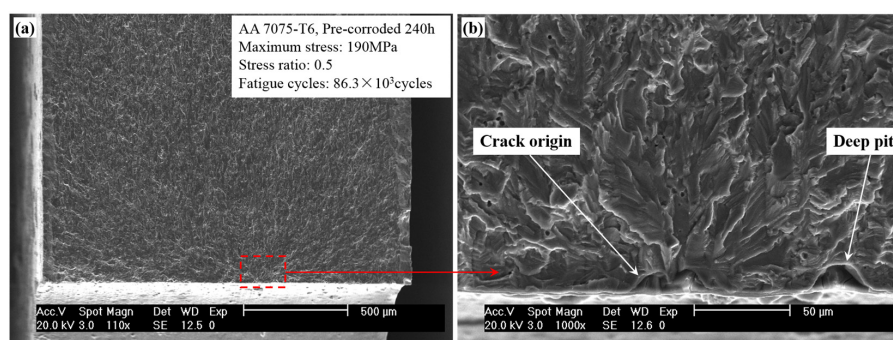 (a)
AA 7075-T6, Pre-corroded 240h
Maximum stress: 190MPa
Stress ratio: 0.5
Fatigue cycles: 86.3×10³cycles
Acc.V Spot Magn Det WD Exp
20.0 kV 3.0 110x SE 12.5 0
500 µm
(b)
Crack origin
Deep pit
Acc.V Spot Magn Det WD Exp
20.0 kV 3.0 1000x SE 12.6 0
50 µm